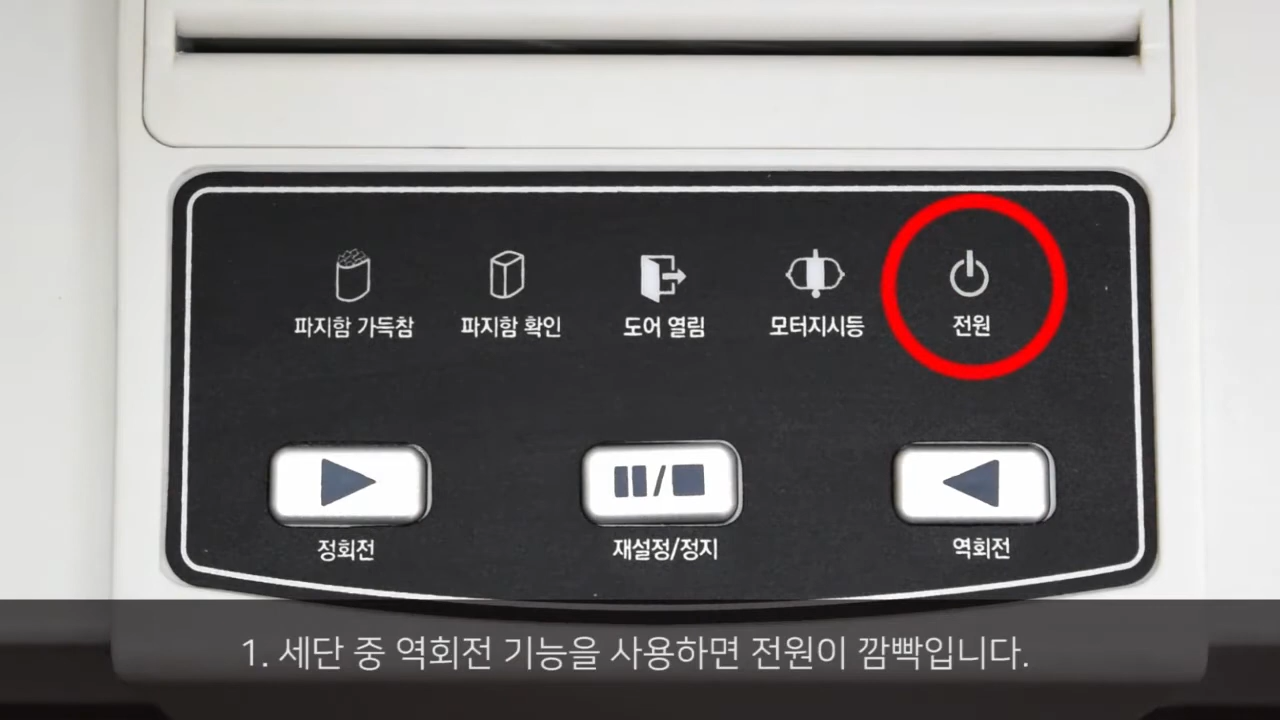 파지함 가득참
파지함 확인
도어 열림
모터지시등
전원
정회전
재설정/정지
역회전
1. 세단 중 역회전 기능을 사용하면 전원이 깜빡입니다.